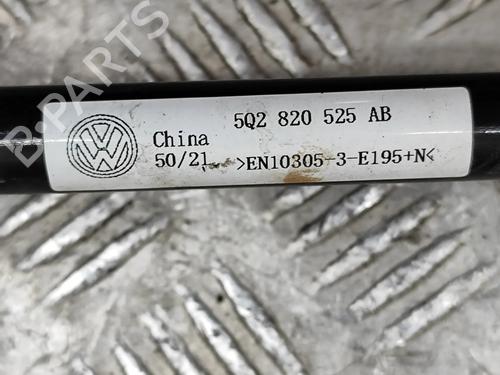 B-PARTS
5Q2 820 525 AB
China
50/21 >EN10305-3-E195+N<